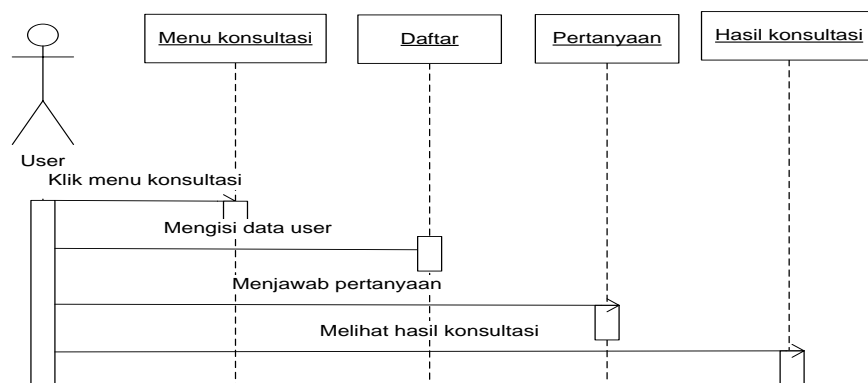 Menu konsultasi
Daftar
Pertanyaan
Hasil konsultasi
User
Klik menu konsultasi
Mengisi data user
Menjawab pertanyaan
Melihat hasil konsultasi